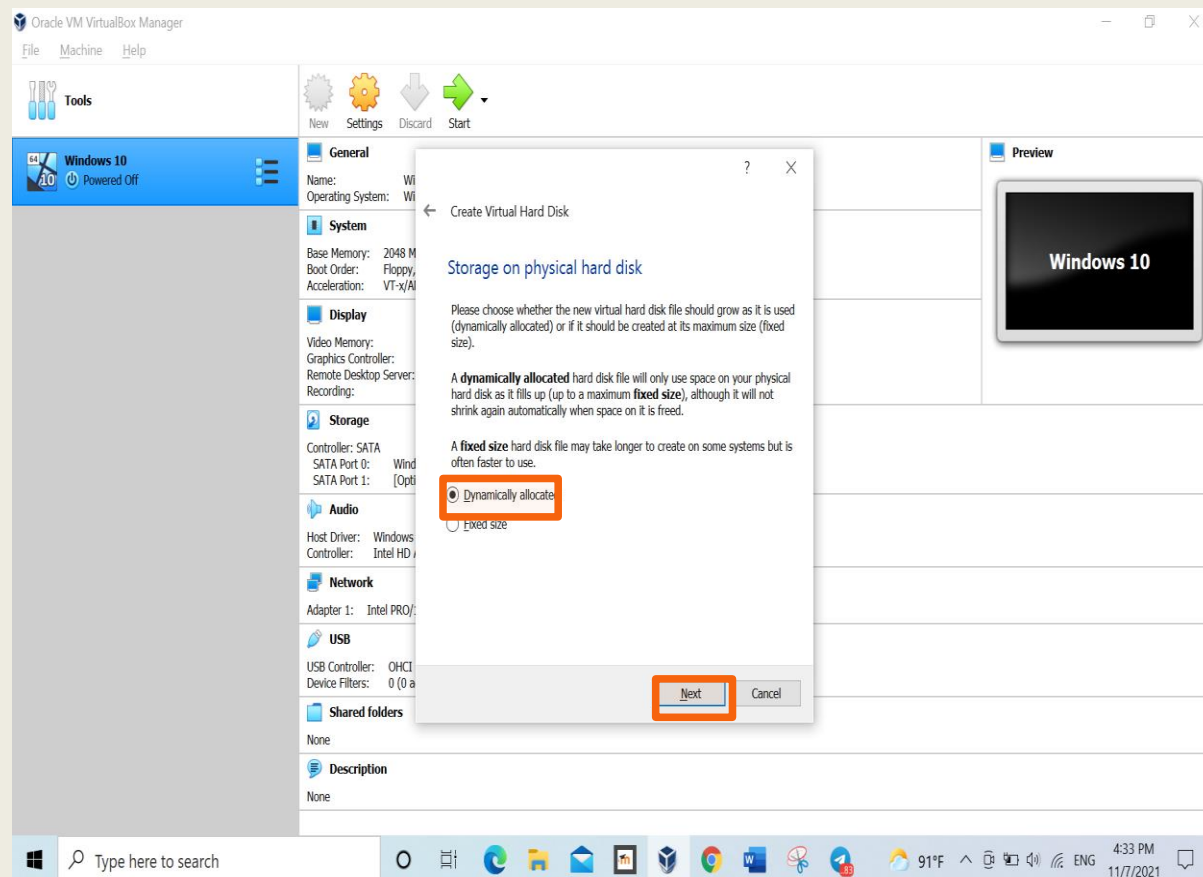 Oracle VM VirtualBox Manager
File Machine Help
Tools
New Settings Discard Start
64
10
Windows 10
Powered Off
General
Name: Wi
Operating System: Wi
System
Base Memory: 2048 M
Boot Order: Floppy,
Acceleration: VT-x/A
Display
Video Memory:
Graphics Controller:
Remote Desktop Server:
Recording:
Storage
Controller: SATA
SATA Port 0: Wind
SATA Port 1: [Opti
Audio
Host Driver: Windows
Controller: Intel HD
Network
Adapter 1: Intel PRO/
USB
USB Controller: OHCI
Device Filters: 0 (0 a
Shared folders
None
Description
None
? X
← Create Virtual Hard Disk
Storage on physical hard disk
Please choose whether the new virtual hard disk file should grow as it is used
(dynamically allocated) or if it should be created at its maximum size (fixed
size).
A dynamically allocated hard disk file will only use space on your physical
hard disk as it fills up (up to a maximum fixed size), although it will not
shrink again automatically when space on it is freed.
A fixed size hard disk file may take longer to create on some systems but is
often faster to use.
Dynamically allocate
Fixed size
Next Cancel
Preview
Windows 10
Type here to search
91°F
ENG
4:33 PM
11/7/2021